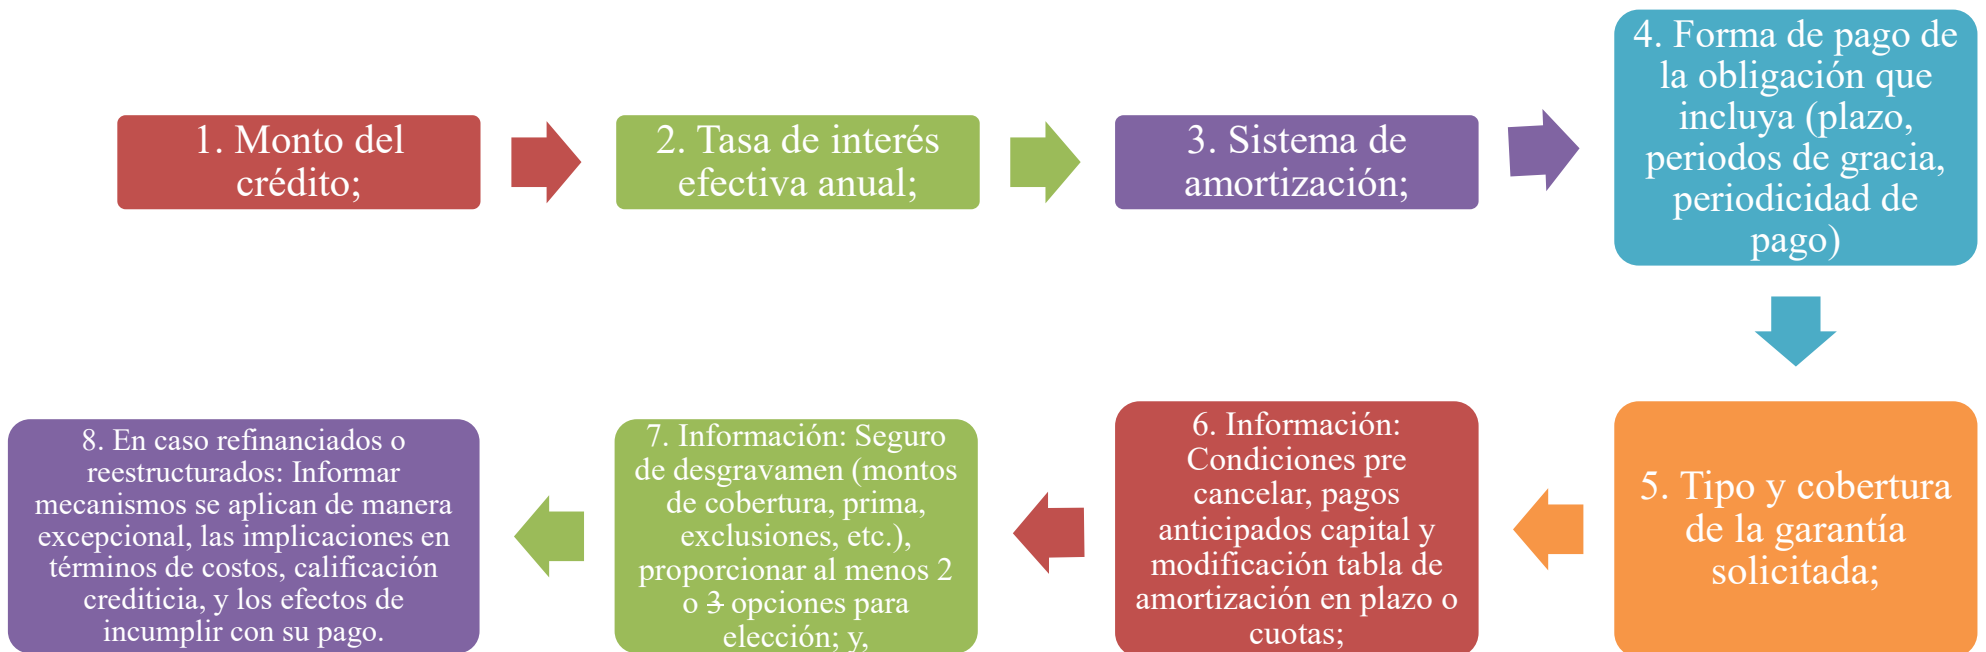 1. Monto del
crédito;
2. Tasa de interés
efectiva anual;
3. Sistema de
amortización;
4. Forma de pago de
la obligación que
incluya (plazo,
periodos de gracia,
periodicidad de
pago)
5. Tipo y cobertura
de la garantía
solicitada;
6. Información:
Condiciones pre
cancelar, pagos
anticipados capital y
modificación tabla de
amortización en plazo o
cuotas;
7. Información: Seguro
de desgravamen (montos
de cobertura, prima,
exclusiones, etc.),
proporcionar al menos 2
o 3 opciones para
elección; y,
8. En caso refinanciados o
reestructurados: Informar
mecanismos se aplican de manera
excepcional, las implicaciones en
términos de costos, calificación
crediticia, y los efectos de
incumplir con su pago.